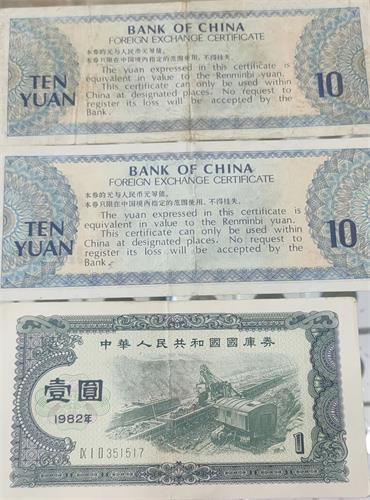 BANK OF CHINA
FOREIGN EXCHANGE CERTIFICATE
本券的元与人民币元等值。
本券只限在中国境内指定的范围使用，不得挂失。
TEN
YUAN
The yuan expressed in this certificate is
equivalent in value to the Renminbi yuan.
This certificate can only be used within
China at designated places. No request to
register its loss will be accepted by the
Bank.
10
BANK OF CHINA
FOREIGN EXCHANGE CERTIFICATE
本券的元与人民币元等值。
本券只限在中国境内指定的范围使用，不得挂失。
TEN
YUAN
The yuan expressed in this certificate is
equivalent in value to the Renminbi yuan.
This certificate can only be used within
China at designated places. No request to
register its loss will be accepted by the
Bank.
10
中華人民共和國國庫券
壹圓
1982年
IX I II 351517
1